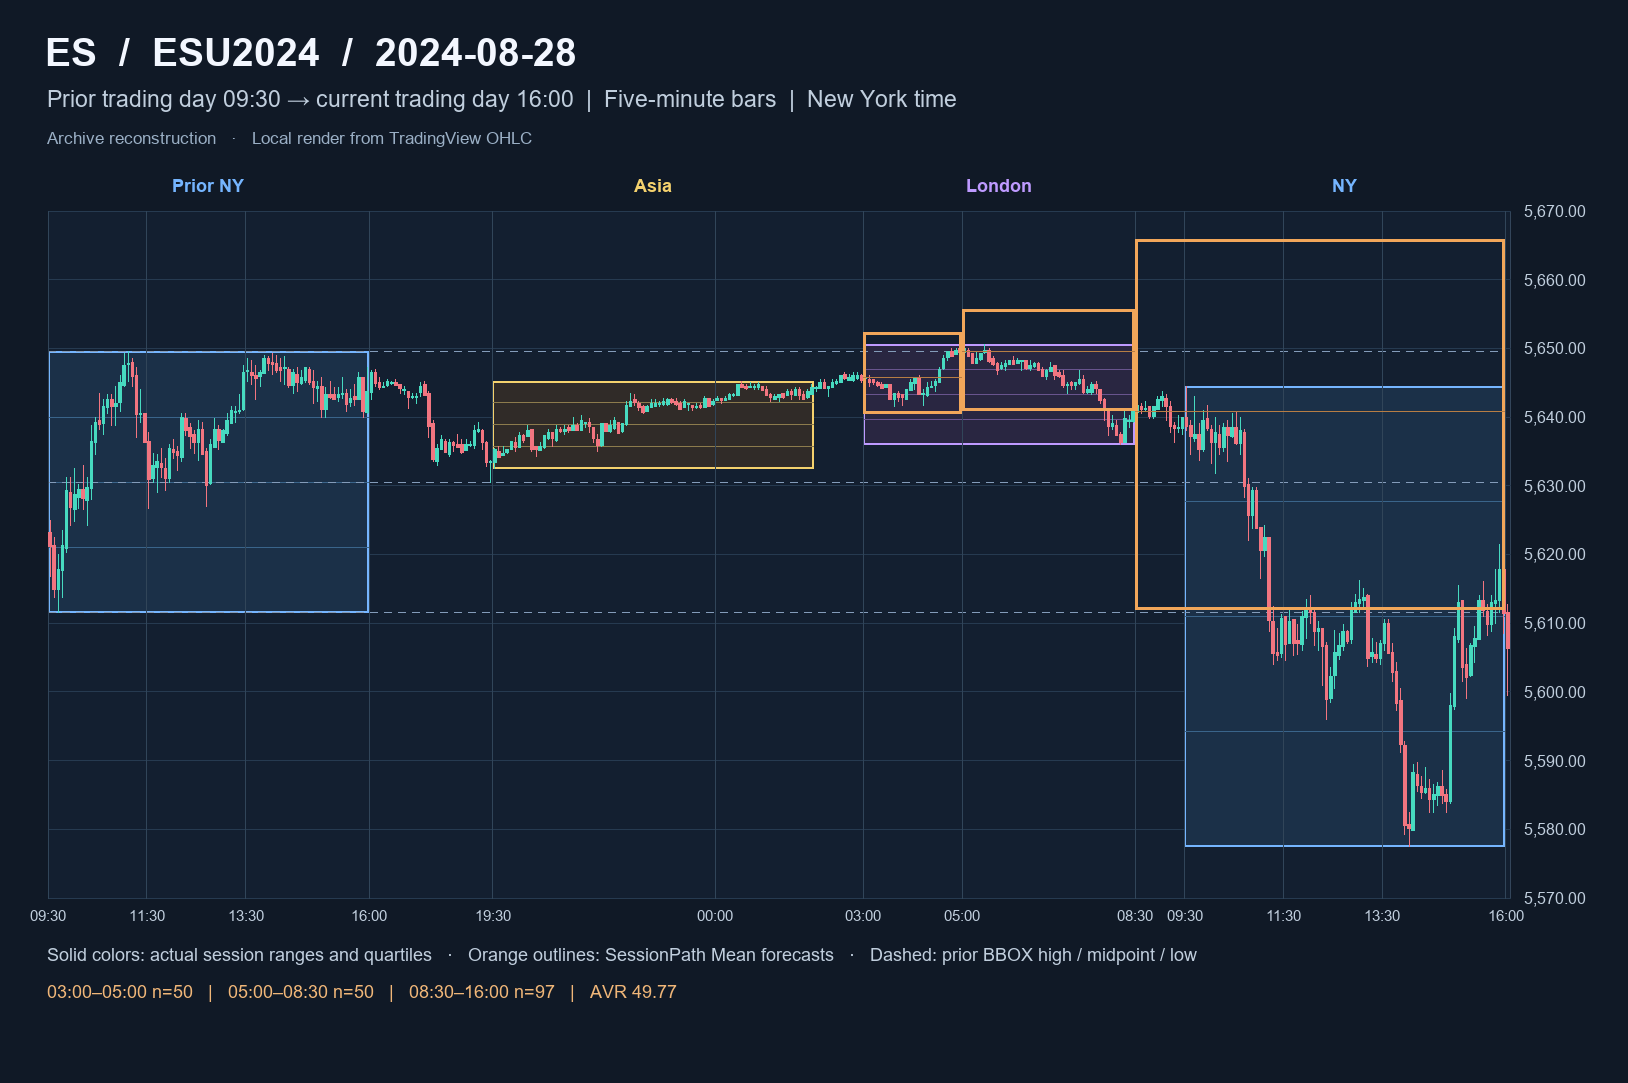 ES / ESU2024 / 2024-08-28
Prior trading day 09:30 → current trading day 16:00 | Five-minute bars | New York time
Archive reconstruction · Local render from TradingView OHLC
Prior NY Asia London NY
5,670.00
5,660.00
5,650.00
5,640.00
5,630.00
5,620.00
5,610.00
5,600.00
5,590.00
5,580.00
5,570.00
09:30 11:30 13:30 16:00 19:30 00:00 03:00 05:00 08:30 09:30 11:30 13:30 16:00
Solid colors: actual session ranges and quartiles · Orange outlines: SessionPath Mean forecasts · Dashed: prior BBOX high / midpoint / low
03:00–05:00 n=50 | 05:00–08:30 n=50 | 08:30–16:00 n=97 | AVR 49.77